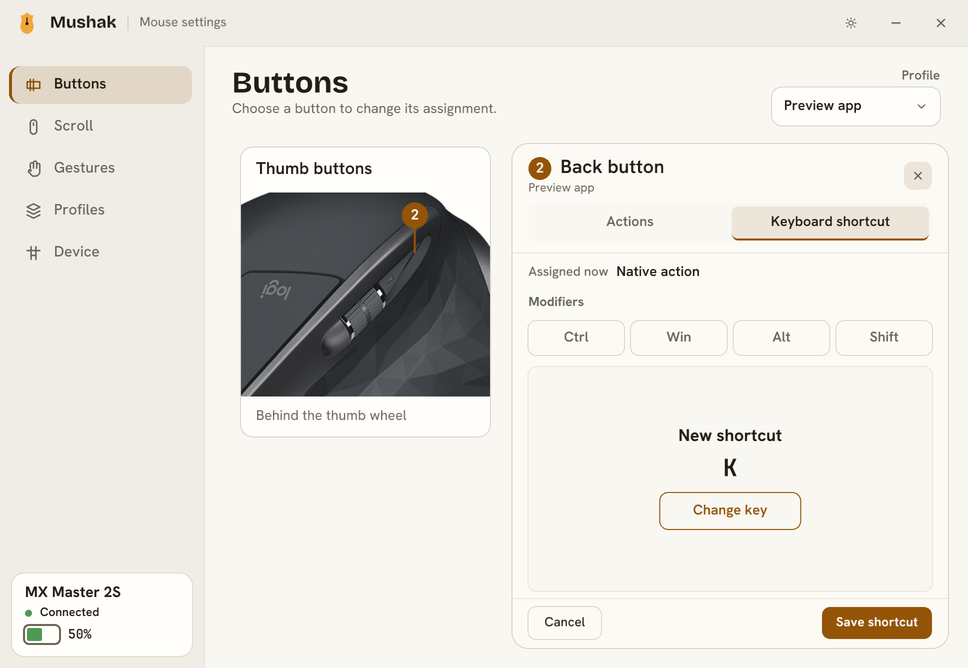 Mushak
Mouse settings
Buttons
Scroll
Gestures
Profiles
Device
MX Master 2S
Connected
50%
Buttons
Choose a button to change its assignment.
Profile
Preview app
Thumb buttons
2
logi
Behind the thumb wheel
2 Back button
Preview app
Actions Keyboard shortcut
Assigned now Native action
Modifiers
Ctrl Win Alt Shift
New shortcut
K
Change key
Cancel Save shortcut